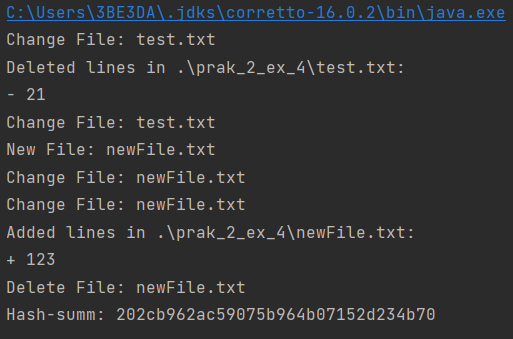 C:\Users\3BE3DA\.jdks\corretto-16.0.2\bin\java.exe
Change File: test.txt
Deleted lines in .\prak_2_ex_4\test.txt:
- 21
Change File: test.txt
New File: newFile.txt
Change File: newFile.txt
Change File: newFile.txt
Added lines in .\prak_2_ex_4\newFile.txt:
+ 123
Delete File: newFile.txt
Hash-summ: 202cb962ac59075b964b07152d234b70